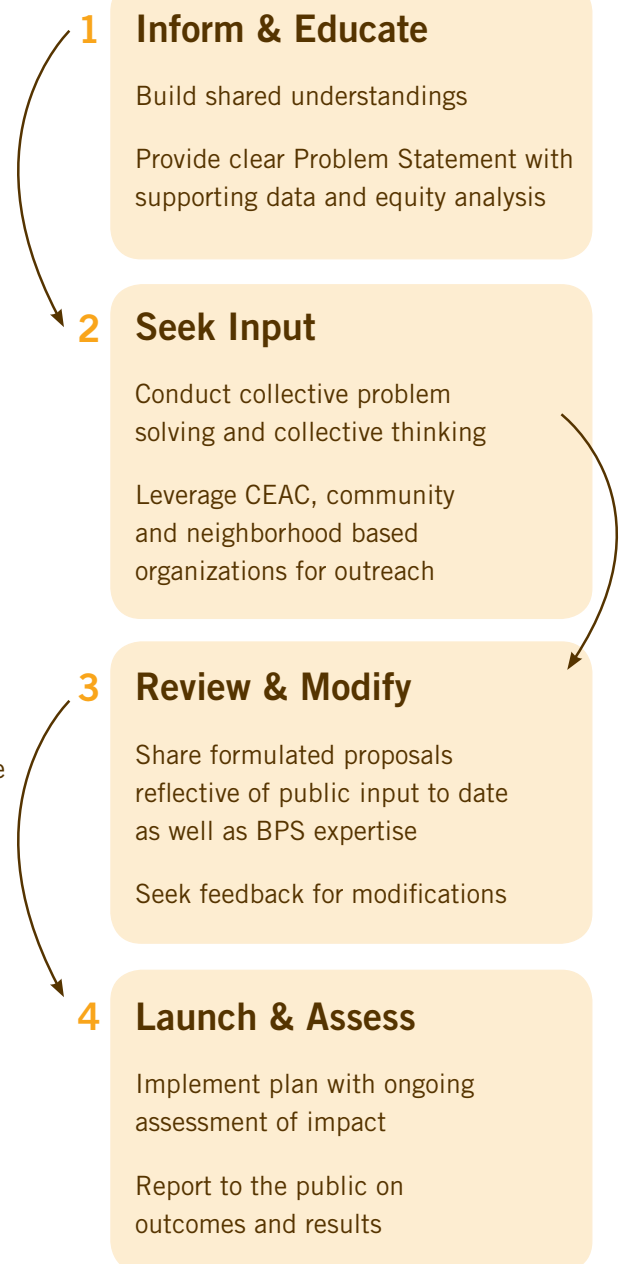 1 Inform & Educate
Build shared understandings
Provide clear Problem Statement with
supporting data and equity analysis
2 Seek Input
Conduct collective problem
solving and collective thinking
Leverage CEAC, community
and neighborhood based
organizations for outreach
3 Review & Modify
Share formulated proposals
reflective of public input to date
as well as BPS expertise
Seek feedback for modifications
4 Launch & Assess
Implement plan with ongoing
assessment of impact
Report to the public on
outcomes and results